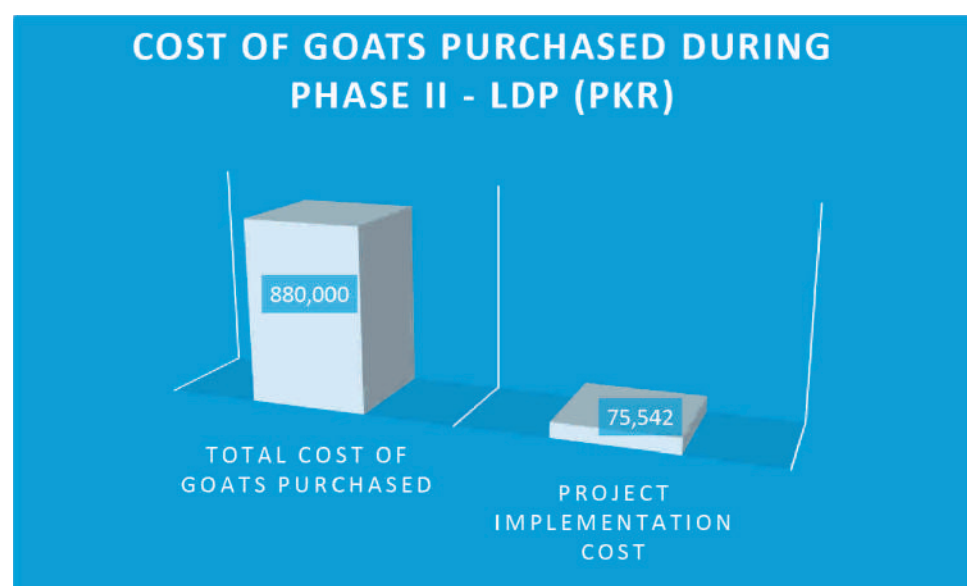 COST OF GOATS PURCHASED DURING
PHASE II - LDP (PKR)
880,000
75,542
TOTAL COST OF
GOATS PURCHASED
PROJECT
IMPLEMENTATION
COST